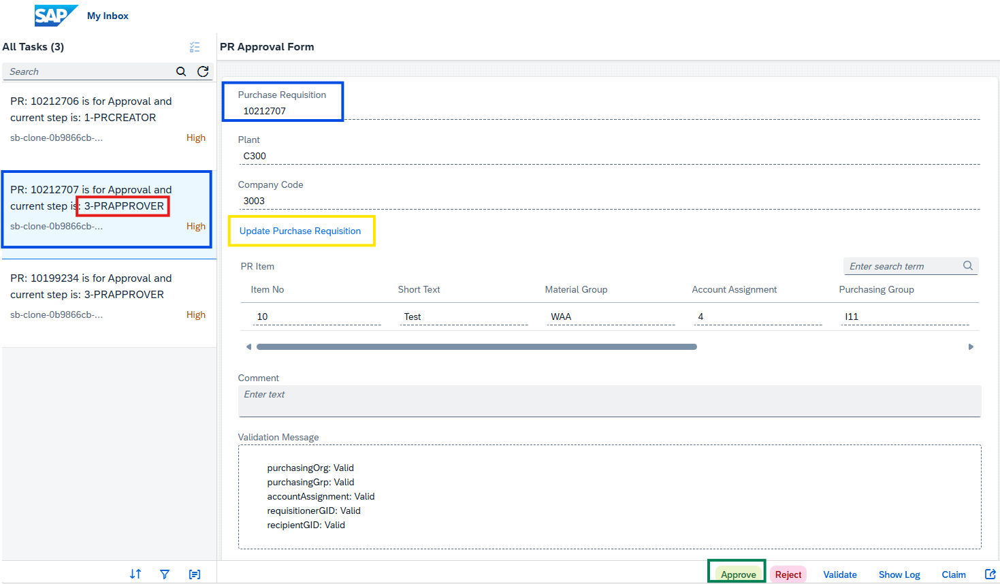 SAP My Inbox
All Tasks (3)
Search
PR: 10212706 is for Approval and
current step is: 1-PRCREATOR
sb-clone-0b9866cb-... High
PR: 10212707 is for Approval and
current step is: 3-PRAPPROVER
sb-clone-0b9866cb-... High
PR: 10199234 is for Approval and
current step is: 3-PRAPPROVER
sb-clone-0b9866cb-... High
PR Approval Form
Purchase Requisition
10212707
Plant
C300
Company Code
3003
Update Purchase Requisition
PR Item Enter search term
Item No Short Text Material Group Account Assignment Purchasing Group
10 Test WAA 4 I11
Comment
Enter text
Validation Message
purchasingOrg: Valid
purchasingGrp: Valid
accountAssignment: Valid
requisitionerGID: Valid
recipientGID: Valid
Approve Reject Validate Show Log Claim